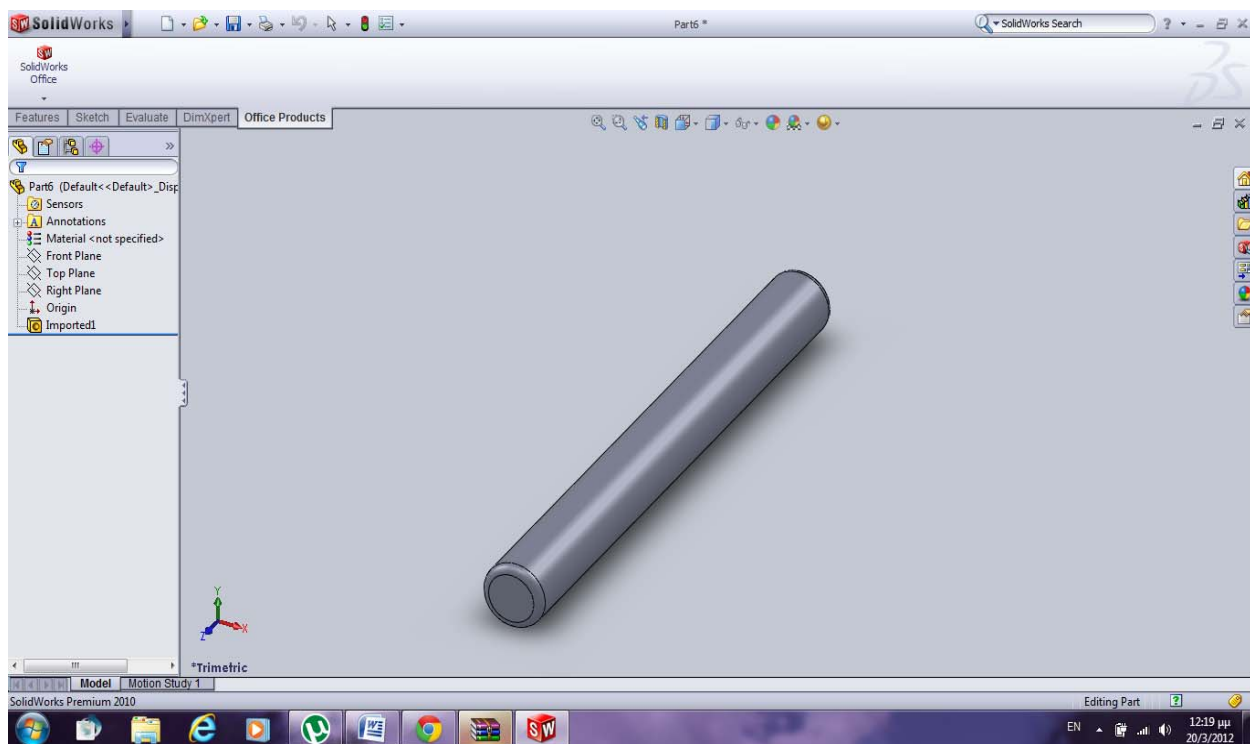 SolidWorks
Part6 *
SolidWorks Search
?
SolidWorks
Office
Features Sketch Evaluate DimXpert Office Products
Part6 (Default<<Default>_Disp
Sensors
A Annotations
Material <not specified>
Front Plane
Top Plane
Right Plane
Origin
Imported1
Y
X
Z
*Trimetric
Model Motion Study 1
SolidWorks Premium 2010
Editing Part ?
W
SW
EN
12:19 μμ
20/3/2012